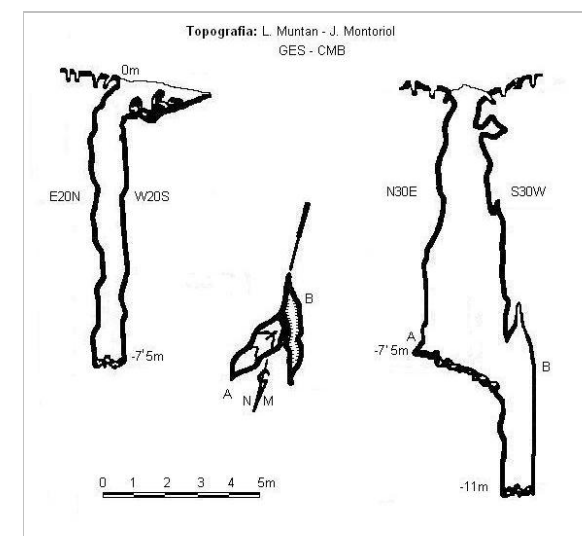 Topografia: L. Muntan - J. Montoriol
GES - CMB
0m
E20N
W20S
-7'5m
N30E
S30W
A
-7'5m
B
-11m
B
A
N M
0 1 2 3 4 5m